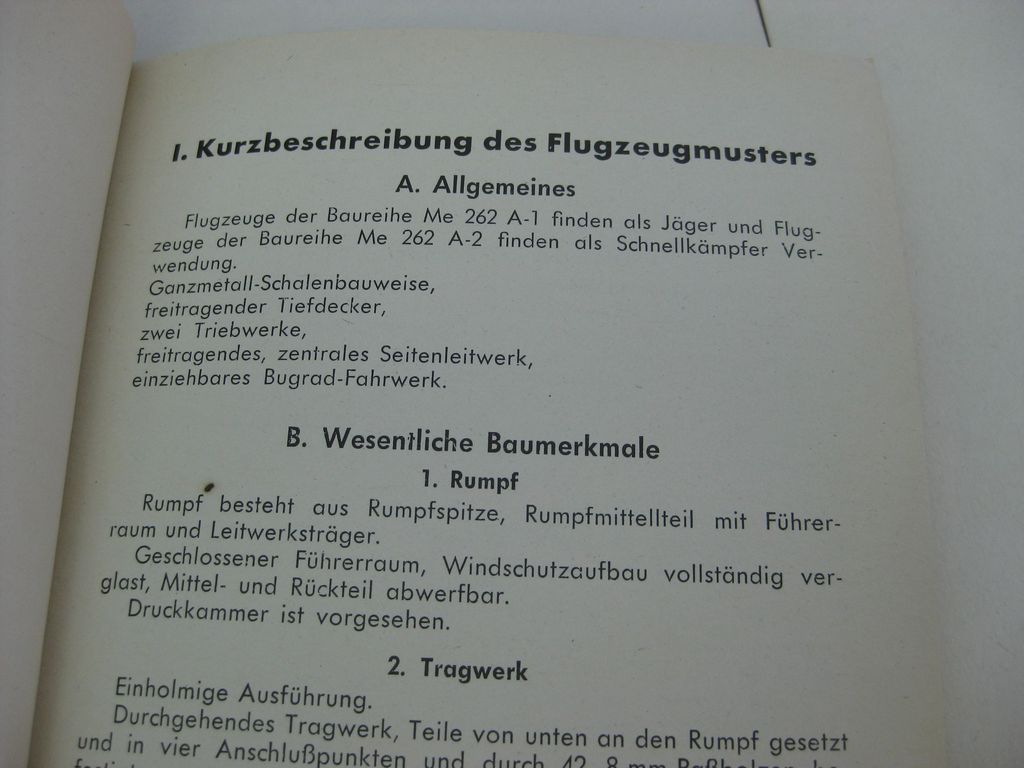 I. Kurzbeschreibung des Flugzeugmusters
A. Allgemeines
Flugzeuge der Baureihe Me 262 A-1 finden als Jäger und Flug-
zeuge der Baureihe Me 262 A-2 finden als Schnellkämpfer Ver-
wendung.
Ganzmetall-Schalenbauweise,
freitragender Tiefdecker,
zwei Triebwerke,
freitragendes, zentrales Seitenleitwerk,
einziehbares Bugrad-Fahrwerk.
B. Wesentliche Baumerkmale
1. Rumpf
Rumpf besteht aus Rumpfspitze, Rumpfmittellteil mit Führer-
raum und Leitwerksträger.
Geschlossener Führerraum, Windschutzaufbau vollständig ver-
glast, Mittel- und Rückteil abwerfbar.
Druckkammer ist vorgesehen.
2. Tragwerk
Einholmige Ausführung.
Durchgehendes Tragwerk, Teile von unten an den Rumpf gesetzt
und in vier Anschlußpunkten und durch 42 8-mm-Paßbolzen